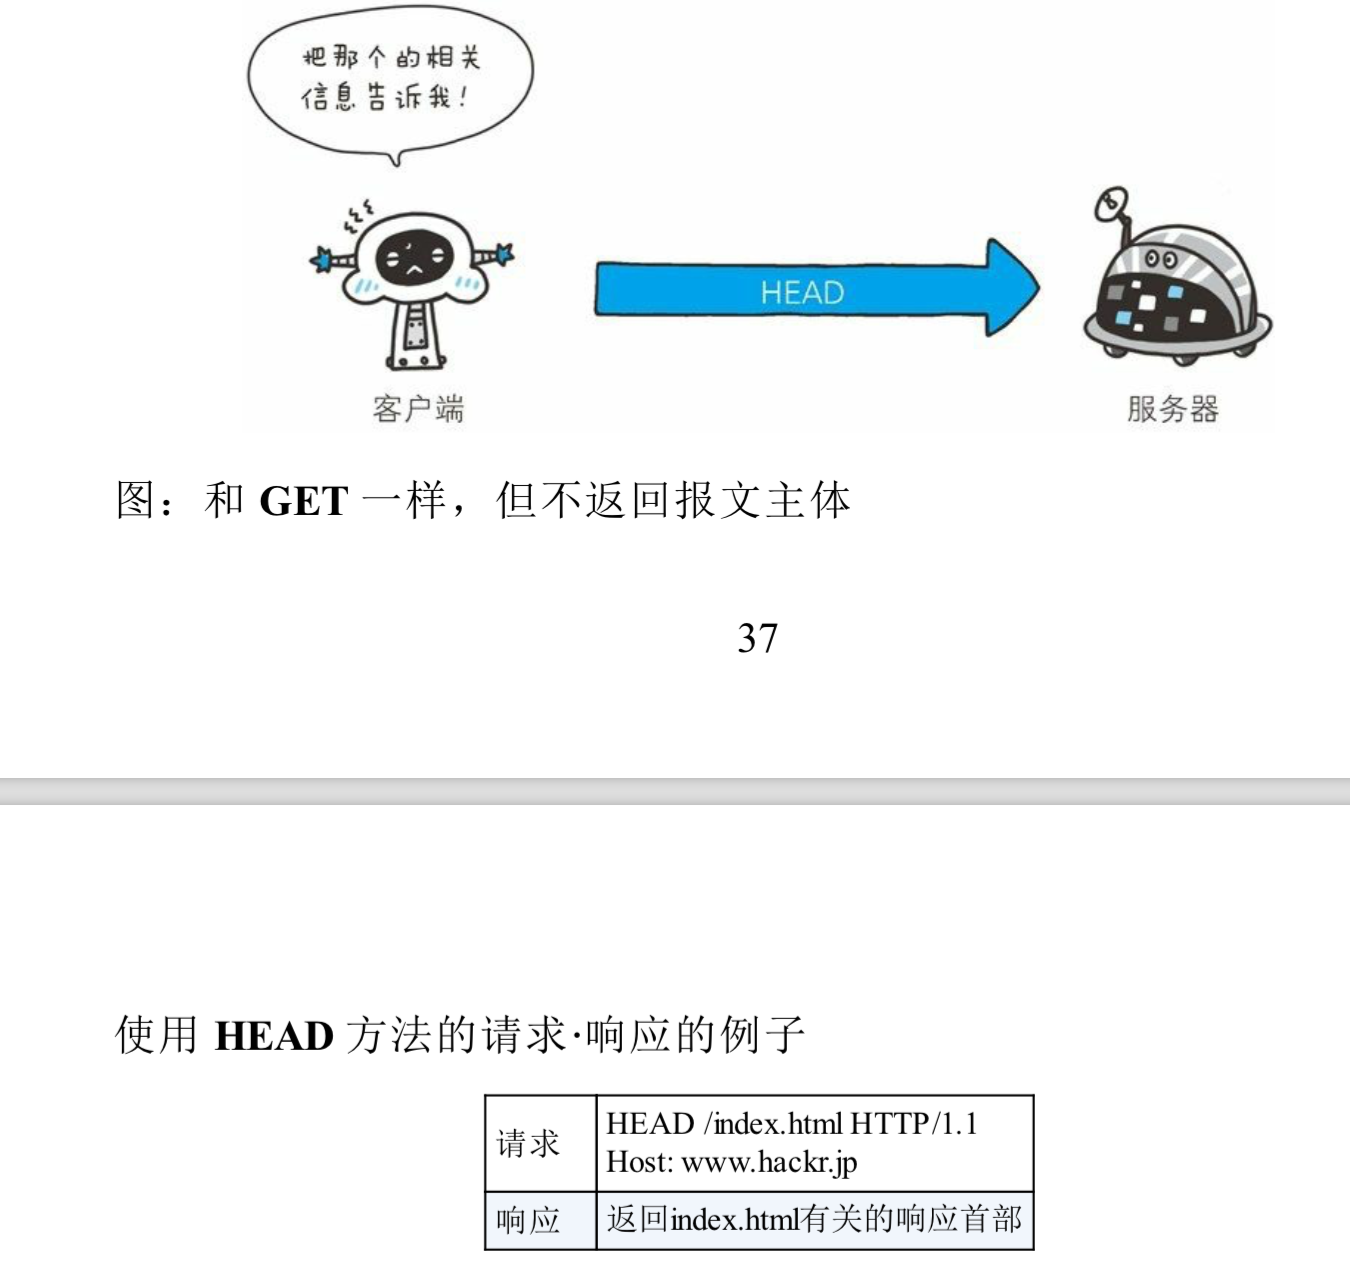 把那个的相关
信息告诉我！
HEAD
客户端
服务器
图：和 GET 一样，但不返回报文主体
37
使用 HEAD 方法的请求·响应的例子
请求
HEAD /index.html HTTP/1.1
Host: www.hackr.jp
响应
返回index.html有关的响应首部